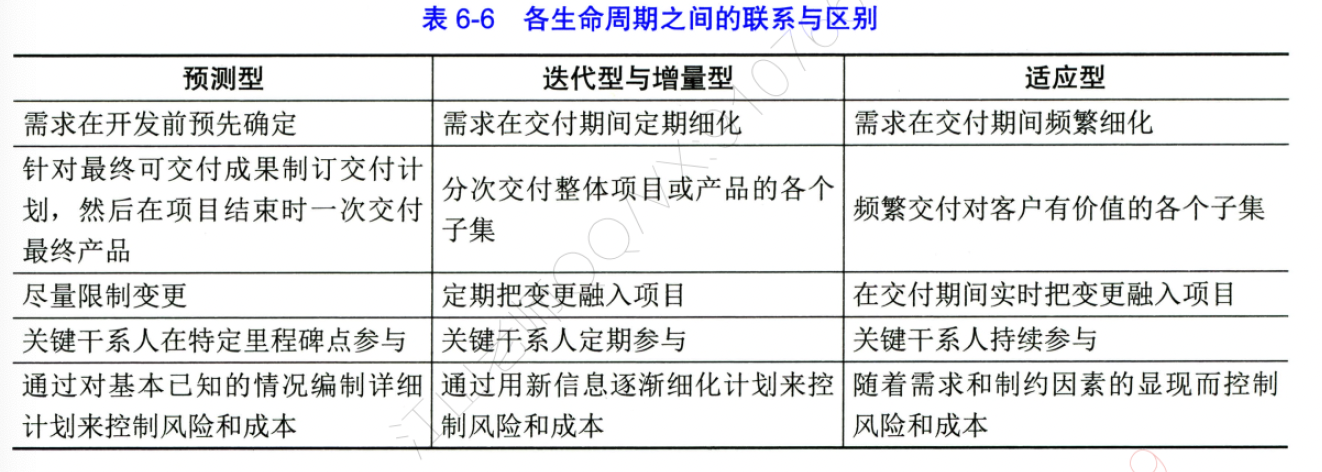 表 6-6 各生命周期之间的联系与区别
预测型
迭代型与增量型
适应型
需求在开发前预先确定
需求在交付期间定期细化
需求在交付期间频繁细化
针对最终可交付成果制订交付计
划，然后在项目结束时一次交付
最终产品
分次交付整体项目或产品的各个
子集
频繁交付对客户有价值的各个子集
尽量限制变更
定期把变更融入项目
在交付期间实时把变更融入项目
关键干系人在特定里程碑点参与
关键干系人定期参与
关键干系人持续参与
通过对基本已知的情况编制详细
计划来控制风险和成本
通过用新信息逐渐细化计划来控
制风险和成本
随着需求和制约因素的显现而控制
风险和成本